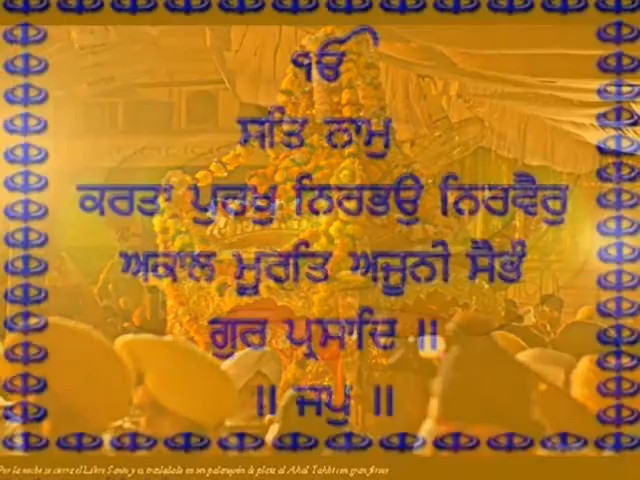 ੴ
ਸਤਿ ਨਾਮੁ
ਕਰਤਾ ਪੁਰਖੁ ਨਿਰਭਉ ਨਿਰਵੈਰੁ
ਅਕਾਲ ਮੂਰਤਿ ਅਜੂਨੀ ਸੈਭੰ
ਗੁਰ ਪ੍ਰਸਾਦਿ ॥
॥ ਜਪੁ ॥
Por la noche se cierra el Libro Santo y es trasladado en un palanquín de plata al Akal Takht con gran fervor